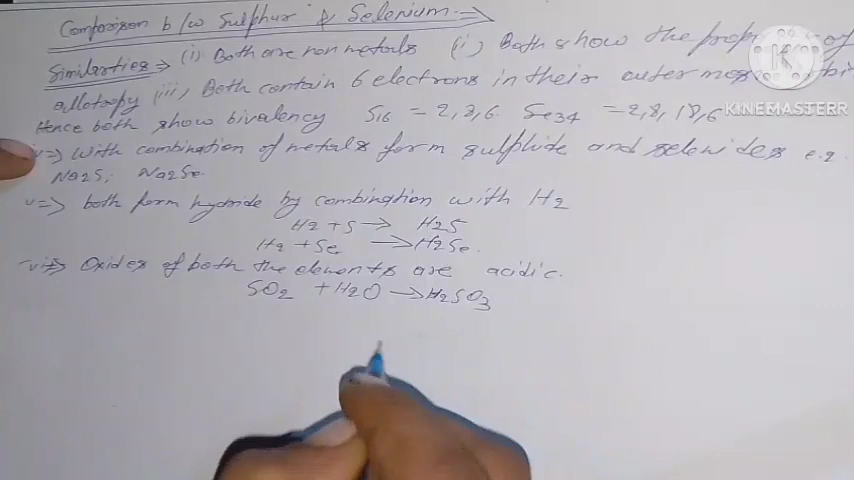 Comparison b/w Sulphur & Selenium
Similarties (i) Both are non metals (ii) Both show the of
allotropy (iii) Both contain 6 electrons in their outer most
Hence both show bivalency S16 = 2,8,6. Se34 = 2,8,18,6
v=> With combination of metals form sulphide and selenides e.g.
Na2S, Na2Se.
v=> both form hydride by combination with H2
H2 + S → H2S
H2 + Se → H2Se.
vi=> Oxides of both the elements are acidic.
SO2 + H2O → H2SO3
K
KINEMASTER